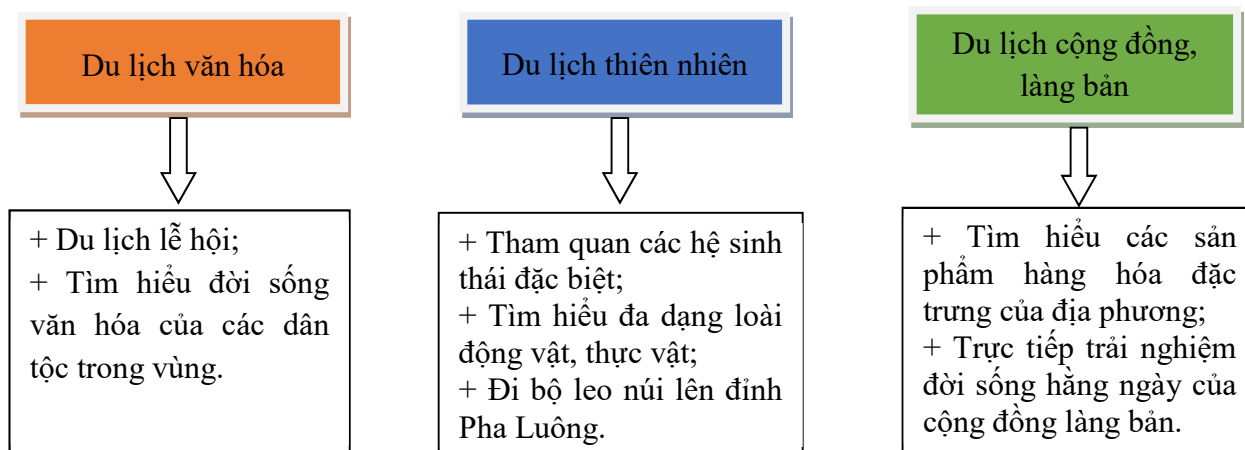 Du lịch văn hóa
Du lịch thiên nhiên
Du lịch cộng đồng,
làng bản
+ Du lịch lễ hội;
+ Tìm hiểu đời sống
văn hóa của các dân
tộc trong vùng.
+ Tham quan các hệ sinh
thái đặc biệt;
+ Tìm hiểu đa dạng loài
động vật, thực vật;
+ Đi bộ leo núi lên đỉnh
Pha Luông.
+ Tìm hiểu các sản
phẩm hàng hóa đặc
trưng của địa phương;
+ Trực tiếp trải nghiệm
đời sống hằng ngày của
cộng đồng làng bản.